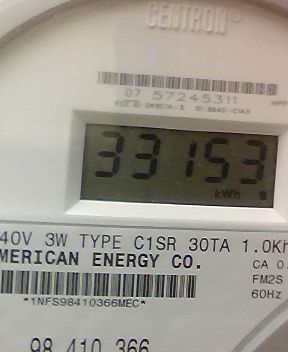 CENTRON
07 57245311
33153
kWh
40V 3W TYPE C1SR 30TA 1.0Kh
MERICAN ENERGY CO.
CA 0.
FM2S
60Hz
*1NFS98410366MEC*
98 410 366